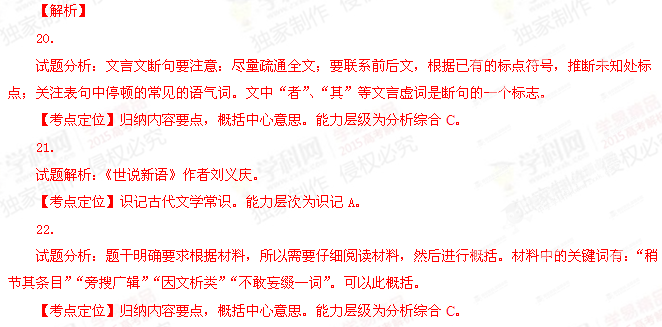 【解析】
20.
试题分析：文言文断句要注意：尽量疏通全文；要联系前后文，根据已有的标点符号，推断未知处标
点；关注表句中停顿的常见的语气词。文中“者”、“其”等文言虚词是断句的一个标志。
【考点定位】归纳内容要点，概括中心意思。能力层级为分析综合 C。
21.
试题解析：《世说新语》作者刘义庆。
【考点定位】识记古代文学常识。能力层次为识记 A。
22.
试题分析：题干明确要求根据材料，所以需要仔细阅读材料，然后进行概括。材料中的关键词有：“稍
节其条目”“旁搜广辑”“因文析类”“不敢妄缀一词”。可以此概括。
【考点定位】归纳内容要点，概括中心意思。能力层级为分析综合 C。